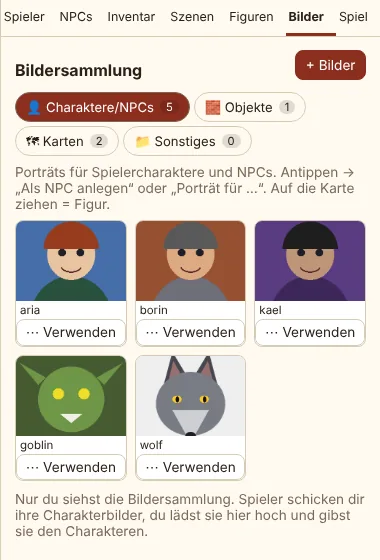 Spieler NPCs Inventar Szenen Figuren Bilder Spiel
Bildersammlung
+ Bilder
Charaktere/NPCs 5
Objekte 1
Karten 2
Sonstiges 0
Porträts für Spielercharaktere und NPCs. Antippen →
„Als NPC anlegen“ oder „Porträt für …“. Auf die Karte
ziehen = Figur.
aria
borin
kael
··· Verwenden
··· Verwenden
··· Verwenden
goblin
wolf
··· Verwenden
··· Verwenden
Nur du siehst die Bildersammlung. Spieler schicken dir
ihre Charakterbilder, du lädst sie hier hoch und gibst
sie den Charakteren.